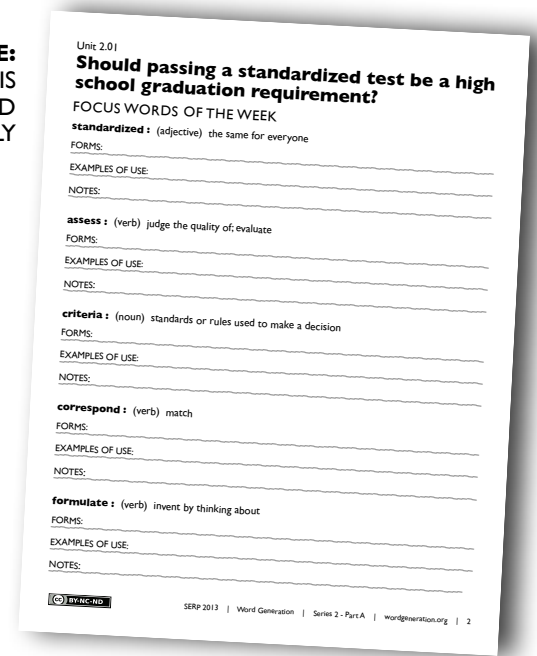 E:
IS
D
LY
Unit 2.01
Should passing a standardized test be a high
school graduation requirement?
FOCUS WORDS OF THE WEEK
standardized : (adjective) the same for everyone
FORMS:
EXAMPLES OF USE:
NOTES:
assess : (verb) judge the quality of; evaluate
FORMS:
EXAMPLES OF USE:
NOTES:
criteria : (noun) standards or rules used to make a decision
FORMS:
EXAMPLES OF USE:
NOTES:
correspond : (verb) match
FORMS:
EXAMPLES OF USE:
NOTES:
formulate : (verb) invent by thinking about
FORMS:
EXAMPLES OF USE:
NOTES:
cc BY-NC-ND SERP 2013 | Word Generation | Series 2 - Part A | wordgeneration.org | 2